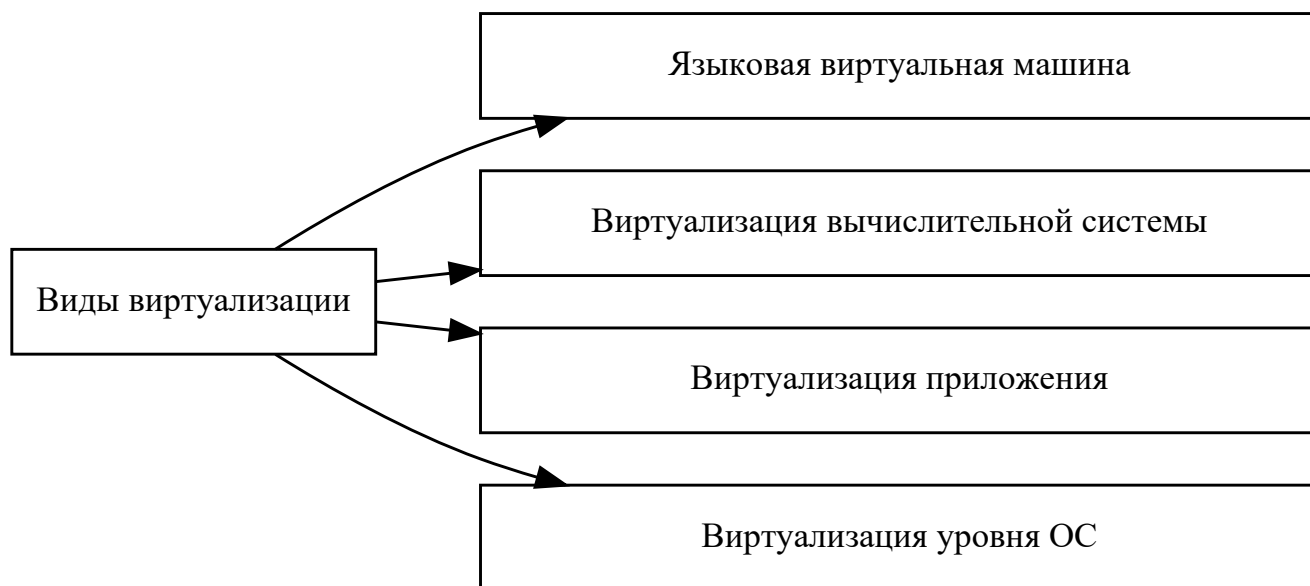 Языковая виртуальная машина
Виртуализация вычислительной системы
Виды виртуализации
Виртуализация приложения
Виртуализация уровня ОС